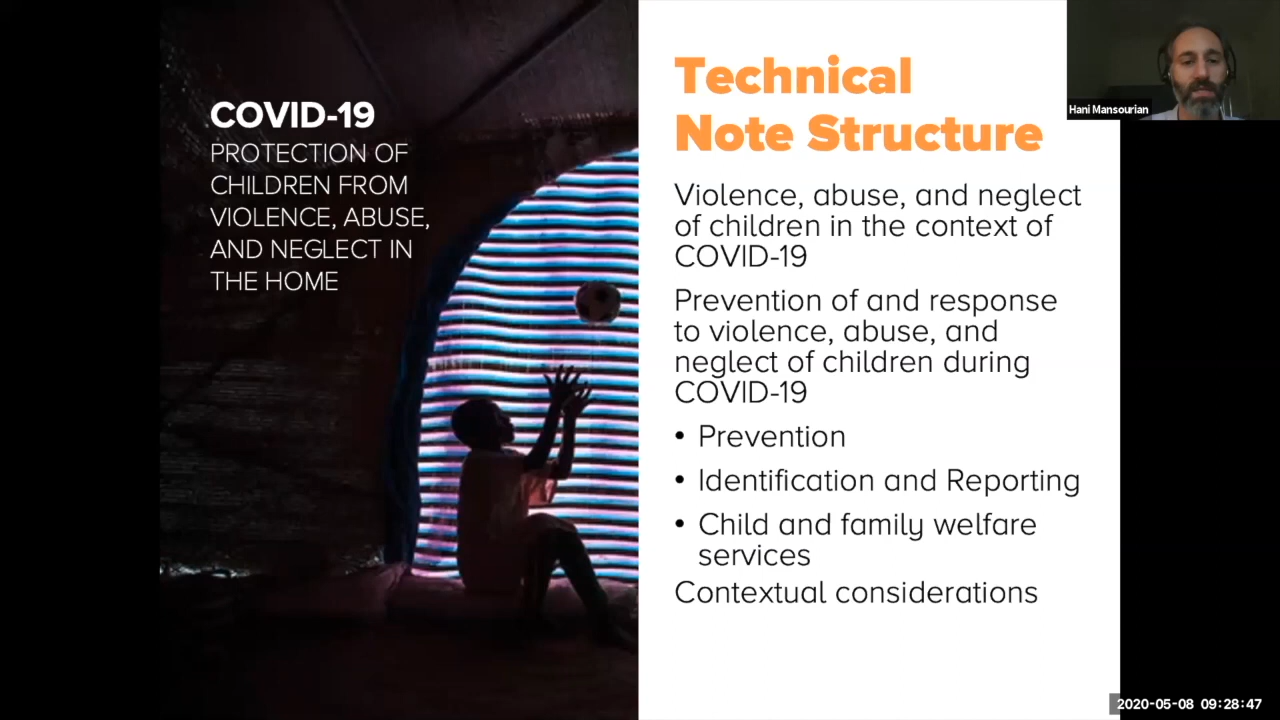 COVID-19
PROTECTION OF
CHILDREN FROM
VIOLENCE, ABUSE,
AND NEGLECT IN
THE HOME
Technical
Note Structure
Violence, abuse, and neglect
of children in the context of
COVID-19
Prevention of and response
to violence, abuse, and
neglect of children during
COVID-19
• Prevention
• Identification and Reporting
• Child and family welfare
services
Contextual considerations
Hani Mansourian
2020-05-08 09:28:47